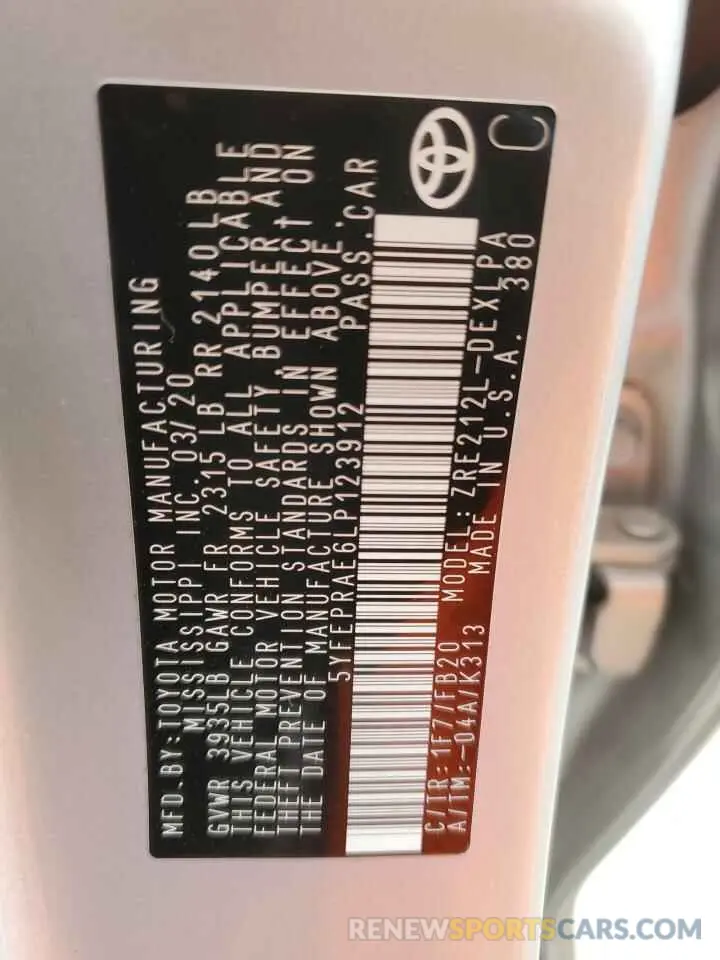 MFD.BY:TOYOTA MOTOR MANUFACTURING
MISSISSIPPI INC. 03/20
GVWR 3935LB GAWR FR 2315 LB RR 2140LB
THIS VEHICLE CONFORMS TO ALL APPLICABLE
FEDERAL MOTOR VEHICLE SAFETY, BUMPER AND
THEFT PREVENTION STANDARDS IN EFFECT ON
THE DATE OF MANUFACTURE SHOWN ABOVE.
5YFEPRAE6LP123912 PASS.CAR
C/TR:1F7/FB20 MODEL:ZRE212L-DEXLPA
A/TM:-04A/K313 MADE IN U.S.A. 380
C
RENEWSPORTSCARS.COM